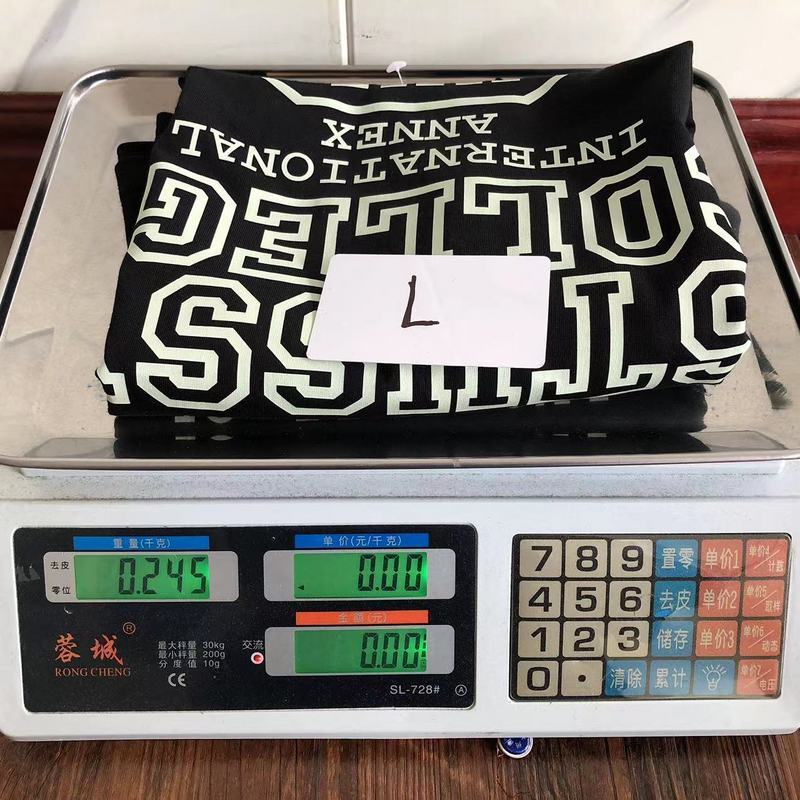 INTERNATIONAL
ANNEX
L
重量(千克)
单价(元/千克)
去皮
零位
0.245
0.00
金额(元)
0.00
蓉城®
RONG CHENG
CE
最大秤量 30kg
最小秤量 200g
分度值 10g
交流
SL-728# A
7 8 9 置零 单价1 单价4/计数
4 5 6 去皮 单价2 单价5/取样
1 2 3 储存 单价3 单价6/动态
0 · 清除 累计 单价7/电压